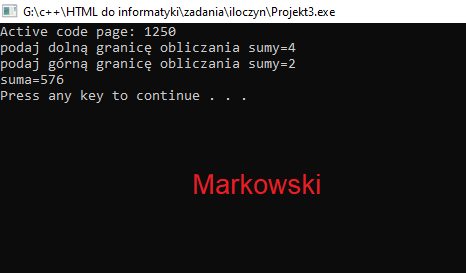 G:\c++\HTML do informatyki\zadania\iloczyn\Projekt3.exe
Active code page: 1250
podaj dolną granicę obliczania sumy=4
podaj górną granicę obliczania sumy=2
suma=576
Press any key to continue . . .
Markowski